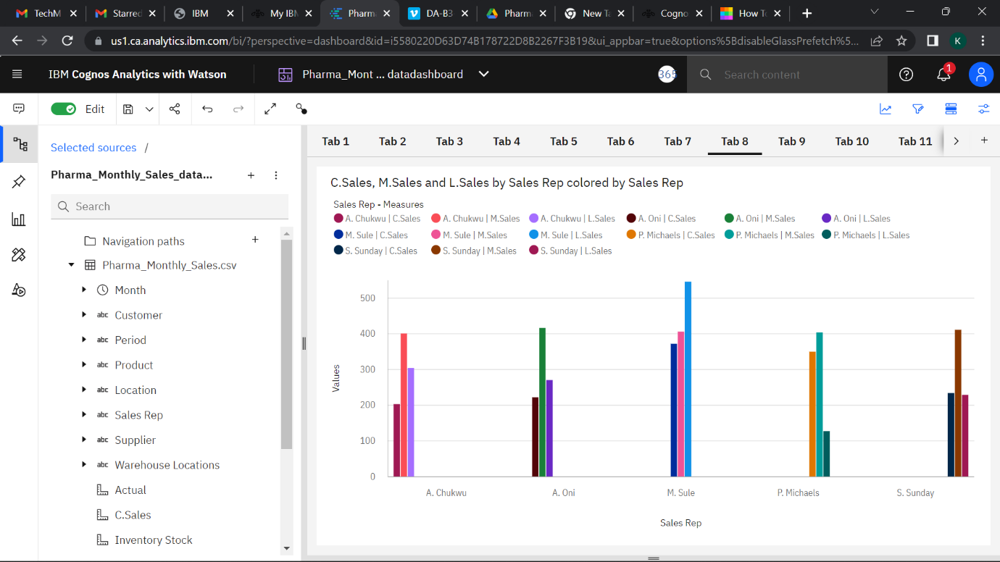 TechM
Starred
IBM
My IBM
Pharm
DA-B3
Pharm
New Ta
Cogno
How To
us1.ca.analytics.ibm.com/bi/?perspective=dashboard&id=i5580220D63D74B178722D8B2267F3B19&ui_appbar=true&options%5BdisableGlassPrefetch%5...
K
IBM Cognos Analytics with Watson
Pharma_Mont ... datadashboard
365
Search content
1
Edit
Tab 1
Tab 2
Tab 3
Tab 4
Tab 5
Tab 6
Tab 7
Tab 8
Tab 9
Tab 10
Tab 11
Selected sources /
Pharma_Monthly_Sales_data...
Search
Navigation paths
Pharma_Monthly_Sales.csv
Month
abc Customer
abc Period
abc Product
abc Location
abc Sales Rep
abc Supplier
abc Warehouse Locations
Actual
C.Sales
Inventory Stock
C.Sales, M.Sales and L.Sales by Sales Rep colored by Sales Rep
Sales Rep - Measures
A. Chukwu | C.Sales
A. Chukwu | M.Sales
A. Chukwu | L.Sales
A. Oni | C.Sales
A. Oni | M.Sales
A. Oni | L.Sales
M. Sule | C.Sales
M. Sule | M.Sales
M. Sule | L.Sales
P. Michaels | C.Sales
P. Michaels | M.Sales
P. Michaels | L.Sales
S. Sunday | C.Sales
S. Sunday | M.Sales
S. Sunday | L.Sales
Values
500
400
300
200
100
0
A. Chukwu
A. Oni
M. Sule
P. Michaels
S. Sunday
Sales Rep